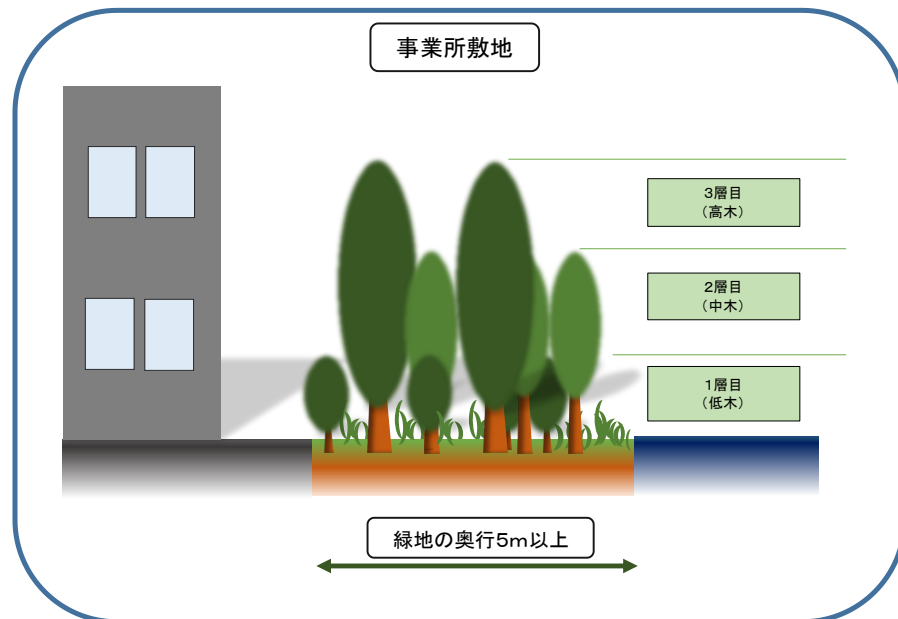 事業所敷地
3層目
(高木)
2層目
(中木)
1層目
(低木)
緑地の奥行5m以上